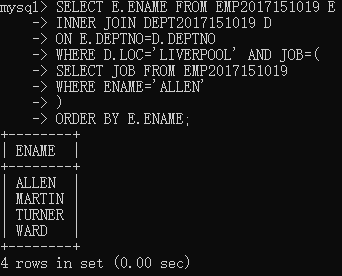 mysql> SELECT E.ENAME FROM EMP2017151019 E
    -> INNER JOIN DEPT2017151019 D
    -> ON E.DEPTNO=D.DEPTNO
    -> WHERE D.LOC='LIVERPOOL' AND JOB=(
    -> SELECT JOB FROM EMP2017151019
    -> WHERE ENAME='ALLEN'
    -> )
    -> ORDER BY E.ENAME;
+--------+
| ENAME  |
+--------+
| ALLEN  |
| MARTIN |
| TURNER |
| WARD   |
+--------+
4 rows in set (0.00 sec)